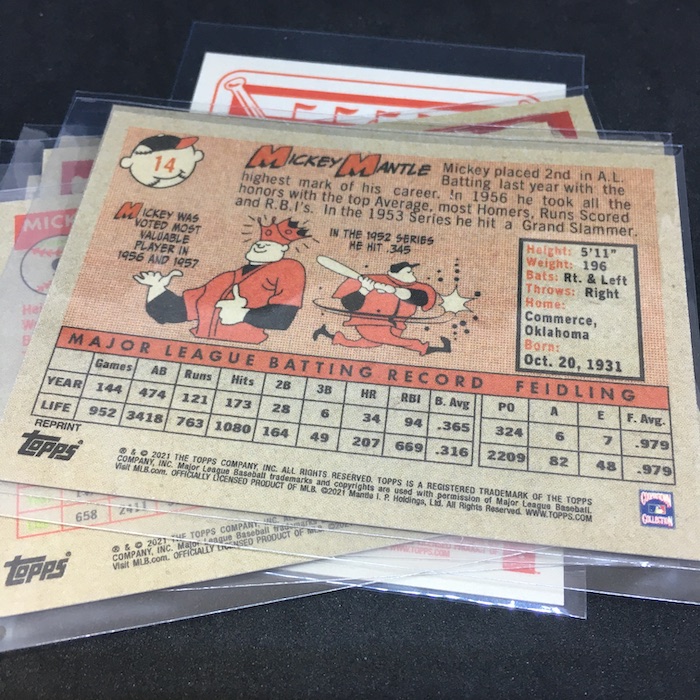 14
MICKEY MANTLE
Mickey placed 2nd in A.L.
Batting last year with the
highest mark of his career. In 1956 he took all the
honors with the top Average, most Homers, Runs Scored
and R.B.I's. In the 1953 Series he hit a Grand Slammer.
MICKEY WAS
VOTED MOST
VALUABLE
PLAYER IN
1956 AND 1957
IN THE 1952 SERIES
HE HIT .345
Height: 5'11"
Weight: 196
Bats: Rt. & Left
Throws: Right
Home:
Commerce,
Oklahoma
Born:
Oct. 20, 1931
MAJOR LEAGUE BATTING RECORD FEIDLING
Games AB Runs Hits 2B 3B HR RBI B. Avg PO A E F. Avg.
YEAR 144 474 121 173 28 6 34 94 .365 324 6 7 .979
LIFE 952 3418 763 1080 164 49 207 669 .316 2209 82 48 .979
REPRINT
Topps
® & © 2021 THE TOPPS COMPANY, INC. ALL RIGHTS RESERVED. TOPPS IS A REGISTERED TRADEMARK OF THE TOPPS
COMPANY, INC. Major League Baseball trademarks and copyrights are used with permission of Major League Baseball.
Visit MLB.com. OFFICIALLY LICENSED PRODUCT OF MLB. ©2021 Mantle I. P. Holdings, Ltd. All Rights Reserved. WWW.TOPPS.COM
MICK
658 2411
Topps
® & © 2021 THE TOPPS COMPANY
COMPANY, INC. Major League Baseball
Visit MLB.com. OFFICIALLY LICENSED PRODUCT OF